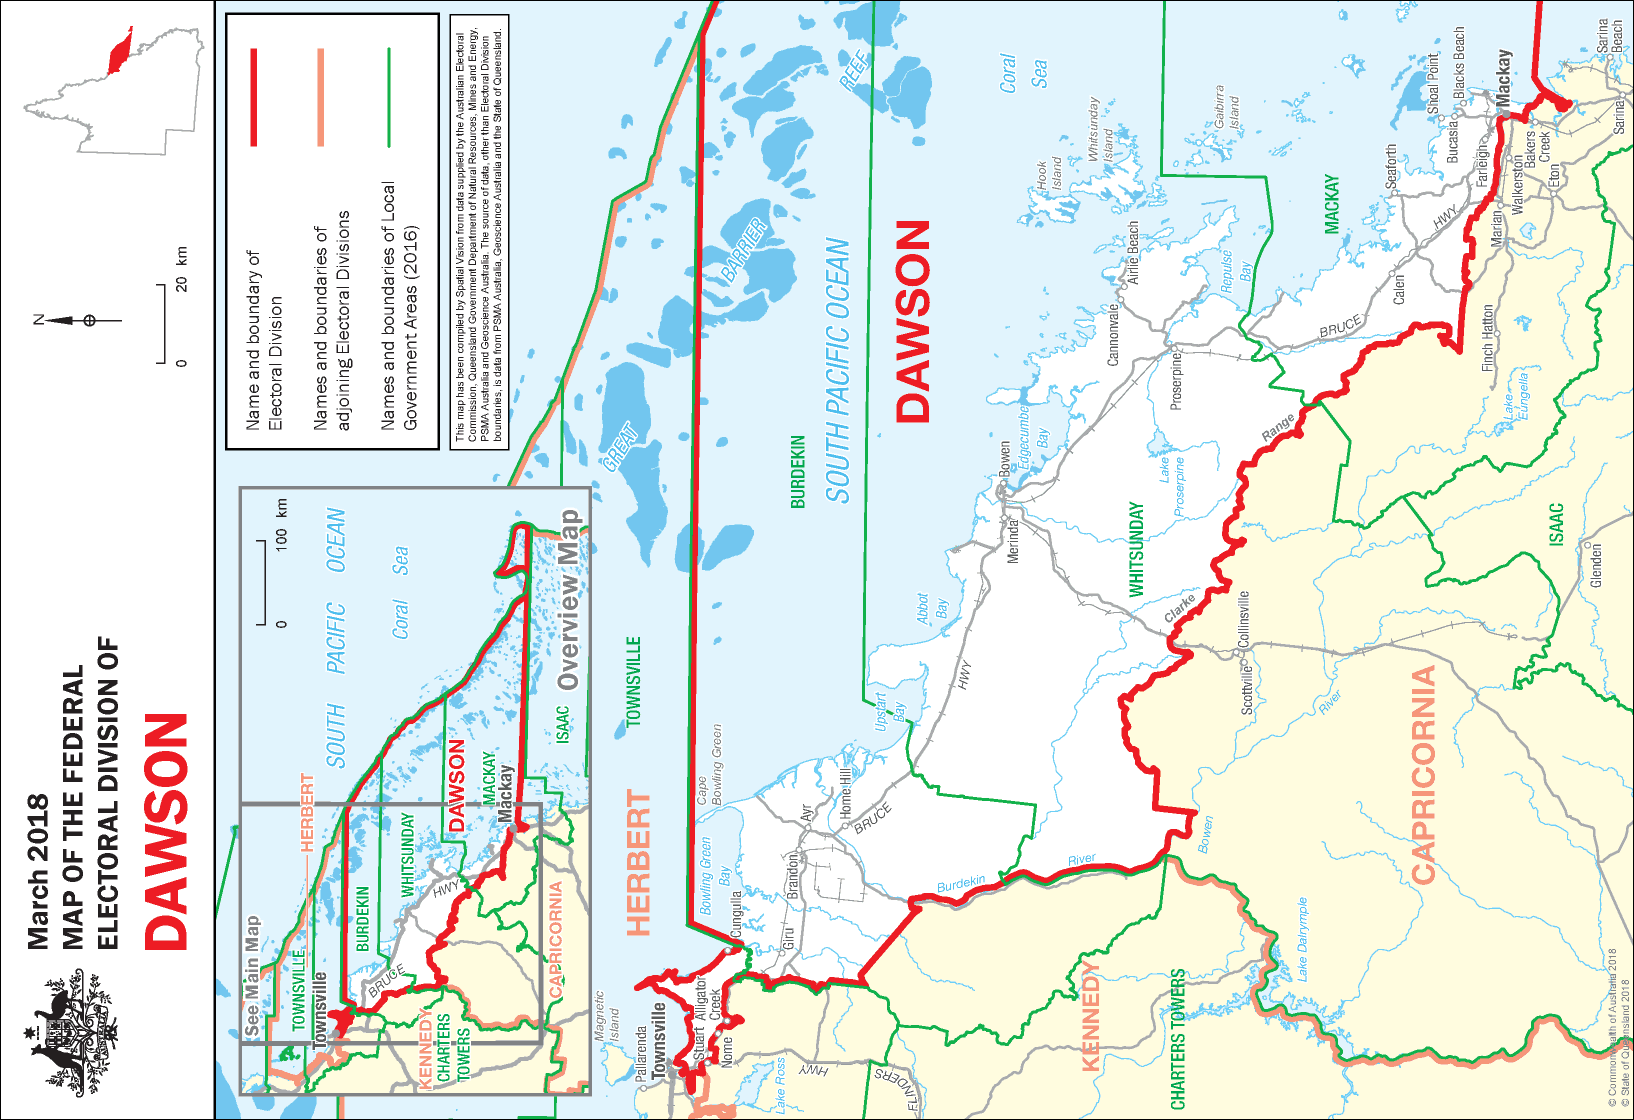 March 2018
MAP OF THE FEDERAL
ELECTORAL DIVISION OF
DAWSON
N
0
20
km
Name and boundary of
Electoral Division
Names and boundaries of
adjoining Electoral Divisions
Names and boundaries of Local
Government Areas (2016)
This map has been compiled by Spatial Vision from data supplied by the Australian Electoral
Commission, Queensland Government Department of Natural Resources, Mines and Energy,
PSMA Australia and Geoscience Australia. The source of data, other than Electoral Division
boundaries, is data from PSMA Australia, Geoscience Australia and the State of Queensland.
See Main Map
Overview Map
0
100
km
SOUTH PACIFIC OCEAN
Coral Sea
HERBERT
TOWNSVILLE
Townsville
BURDEKIN
WHITSUNDAY
DAWSON
MACKAY
Mackay
ISAAC
BRUCE
HWY
KENNEDY
CHARTERS
TOWERS
CAPRICORNIA
GREAT
BARRIER
REEF
Coral
Sea
SOUTH PACIFIC OCEAN
DAWSON
BURDEKIN
TOWNSVILLE
HERBERT
Hook
Island
Whitsunday
Island
Gabirra
Island
Shoal Point
Blacks Beach
Bucasia
Mackay
Sarina
Beach
Sarina
Bakers
Creek
Walkerston
Farleigh
Eton
Marian
Seaforth
MACKAY
HWY
Calen
BRUCE
Finch Hatton
Lake
Eungella
Repulse
Bay
Airlie Beach
Cannonvale
Proserpine
Lake
Proserpine
Range
Clarke
Edgecumbe
Bay
Bowen
Merinda
WHITSUNDAY
Abbot
Bay
HWY
Upstart
Bay
Collinsville
Scottville
ISAAC
Glenden
River
CAPRICORNIA
Bowen
River
Burdekin
Cape
Bowling Green
Bowling Green
Bay
Home Hill
Ayr
BRUCE
Brandon
Giru
Cungulla
Alligator
Creek
Stuart
Nome
Townsville
Pallarenda
Magnetic
Island
Lake Ross
HWY
FLINDERS
KENNEDY
CHARTERS TOWERS
Lake Dalrymple
© Commonwealth of Australia 2018
© State of Queensland 2018